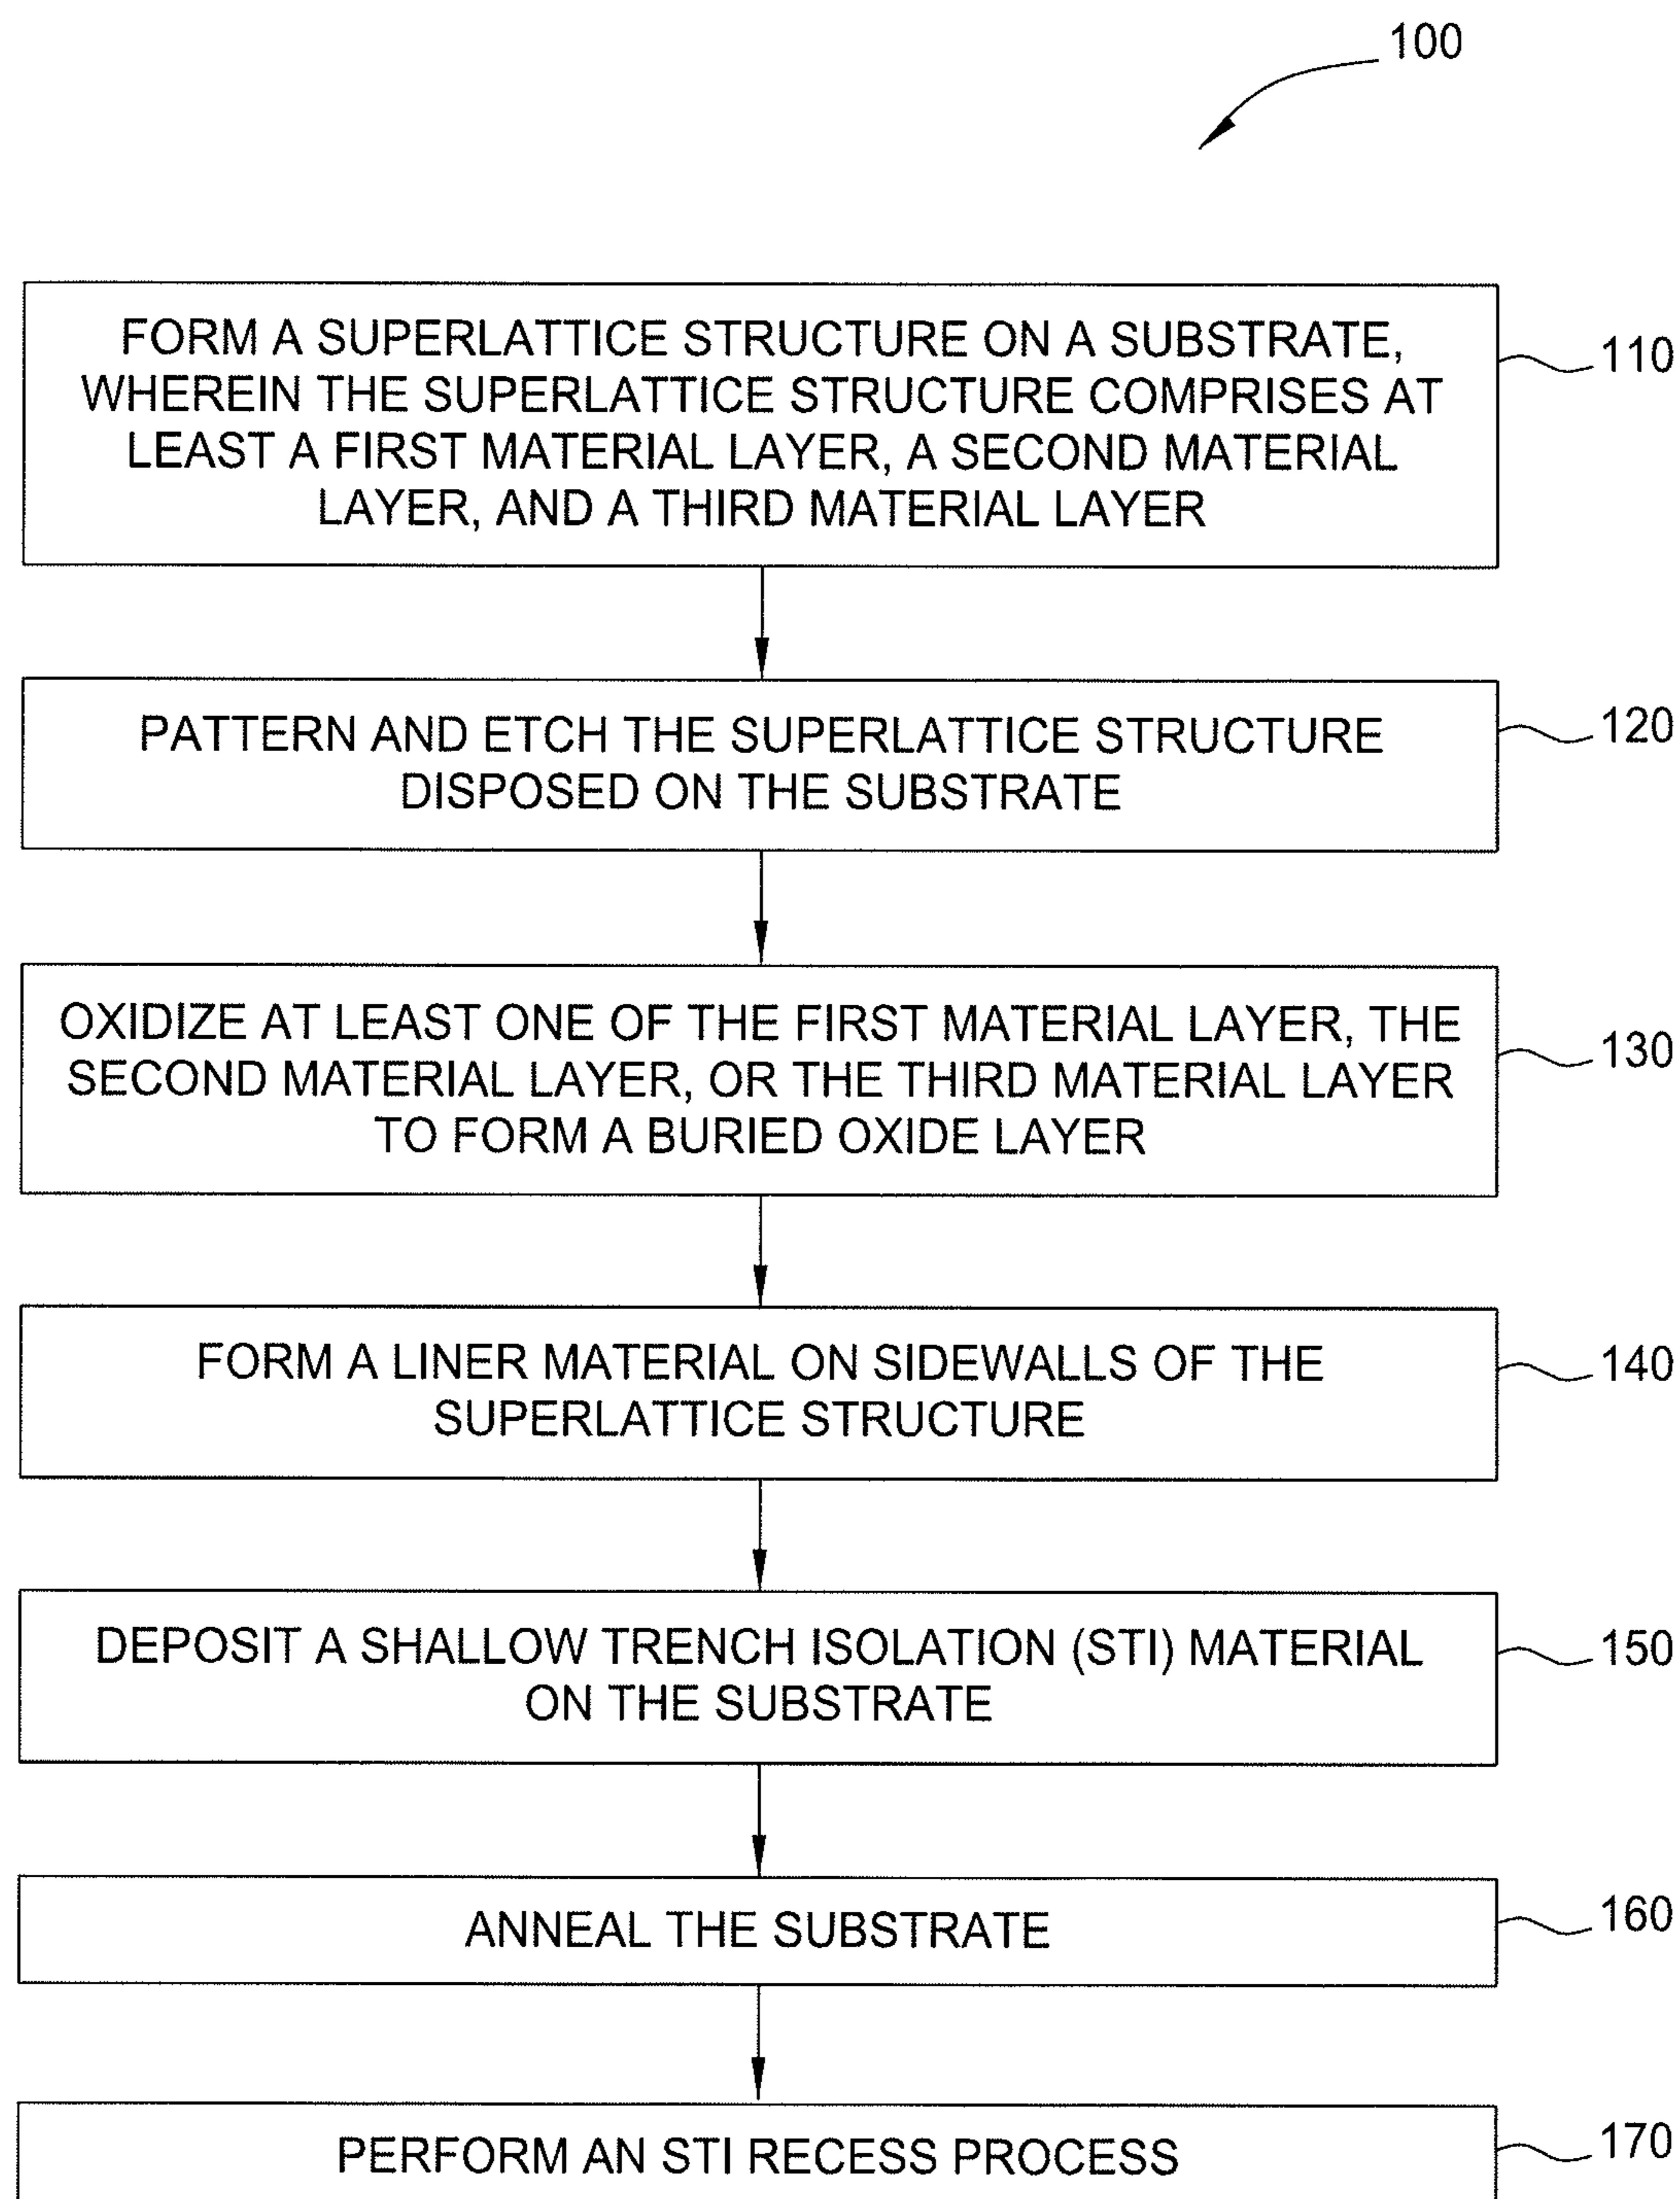 100
FORM A SUPERLATTICE STRUCTURE ON A SUBSTRATE,
WHEREIN THE SUPERLATTICE STRUCTURE COMPRISES AT
LEAST A FIRST MATERIAL LAYER, A SECOND MATERIAL
LAYER, AND A THIRD MATERIAL LAYER
110
PATTERN AND ETCH THE SUPERLATTICE STRUCTURE
DISPOSED ON THE SUBSTRATE
120
OXIDIZE AT LEAST ONE OF THE FIRST MATERIAL LAYER, THE
SECOND MATERIAL LAYER, OR THE THIRD MATERIAL LAYER
TO FORM A BURIED OXIDE LAYER
130
FORM A LINER MATERIAL ON SIDEWALLS OF THE
SUPERLATTICE STRUCTURE
140
DEPOSIT A SHALLOW TRENCH ISOLATION (STI) MATERIAL
ON THE SUBSTRATE
150
ANNEAL THE SUBSTRATE
160
PERFORM AN STI RECESS PROCESS
170